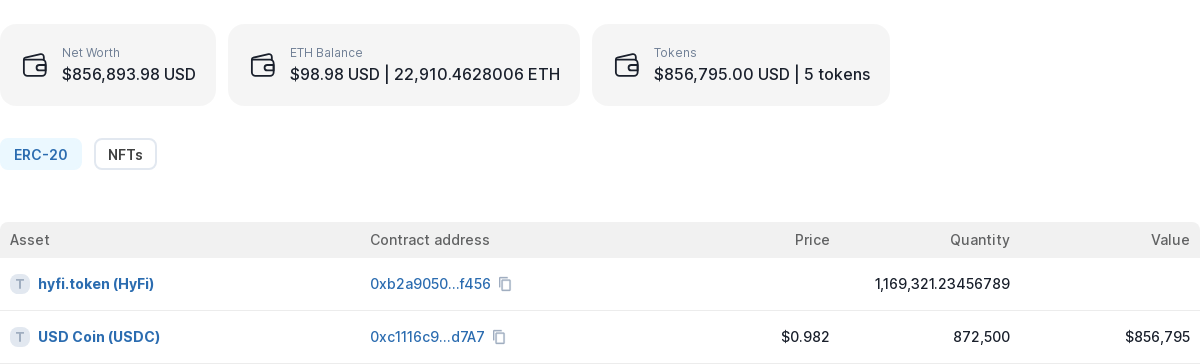 Net Worth
$856,893.98 USD
ETH Balance
$98.98 USD | 22,910.4628006 ETH
Tokens
$856,795.00 USD | 5 tokens
ERC-20 NFTs
Asset Contract address Price Quantity Value
T hyfi.token (HyFi) 0xb2a9050...f456 1,169,321.23456789
T USD Coin (USDC) 0xc1116c9...d7A7 $0.982 872,500 $856,795